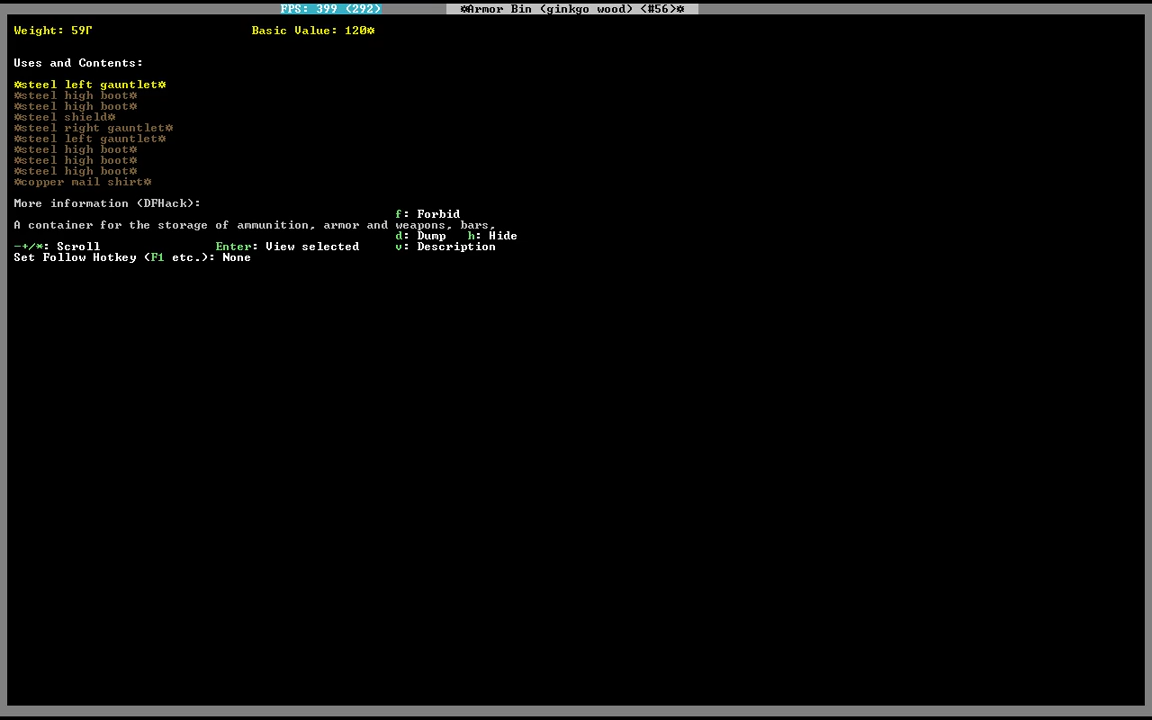 FPS: 399 (292) ☼Armor Bin (ginkgo wood) <#56>☼
Weight: 59Γ Basic Value: 120☼
Uses and Contents:
☼steel left gauntlet☼
☼steel high boot☼
☼steel high boot☼
☼steel shield☼
☼steel right gauntlet☼
☼steel left gauntlet☼
☼steel high boot☼
☼steel high boot☼
☼steel high boot☼
☼copper mail shirt☼
More information (DFHack):
f: Forbid
A container for the storage of ammunition, armor and weapons, bars,
d: Dump h: Hide
-+/*: Scroll Enter: View selected v: Description
Set Follow Hotkey (F1 etc.): None